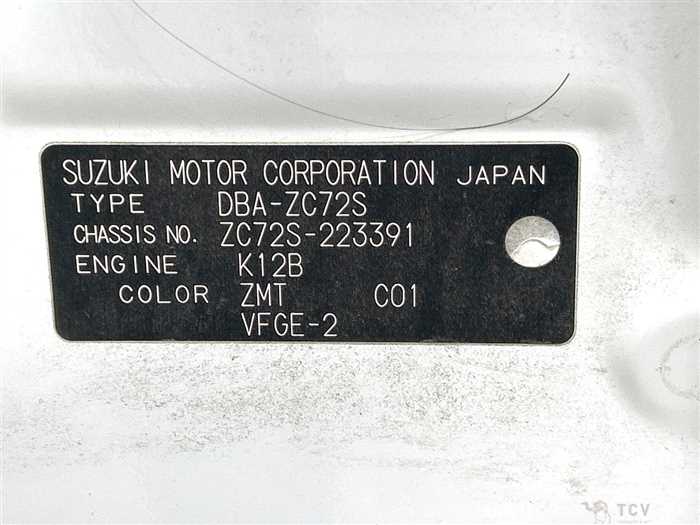 SUZUKI MOTOR CORPORATION JAPAN
TYPE DBA-ZC72S
CHASSIS NO. ZC72S-223391
ENGINE K12B
COLOR ZMT C01
VFGE-2
TCV